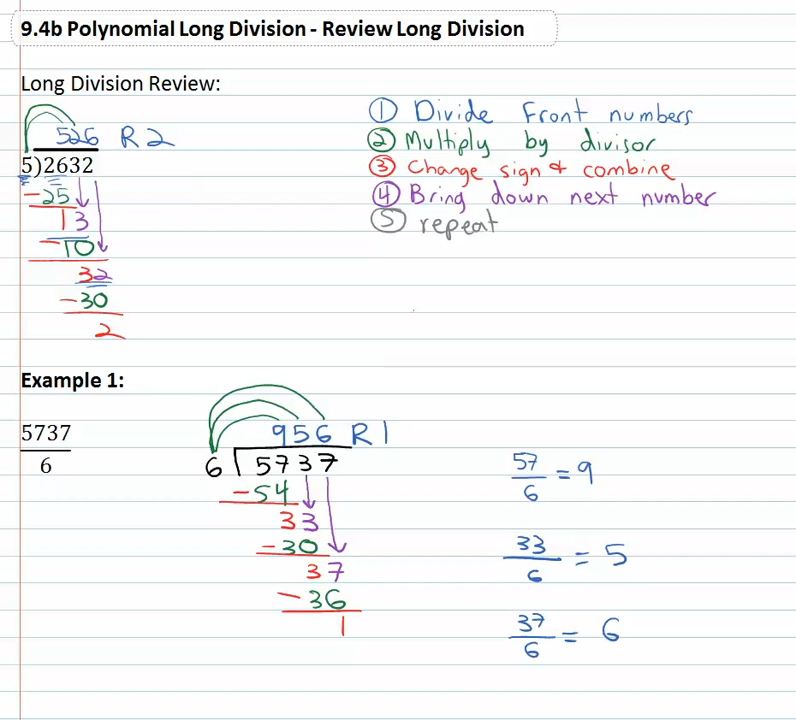 9.4b Polynomial Long Division - Review Long Division
Long Division Review:
526 R 2
5)2632
-25
13
-10
32
-30
2
① Divide Front numbers
② Multiply by divisor
③ Change sign & combine
④ Bring down next number
⑤ repeat
Example 1:
5737
6
956 R 1
6 5737
-54
33
-30
37
-36
1
57/6 = 9
33/6 = 5
37/6 = 6